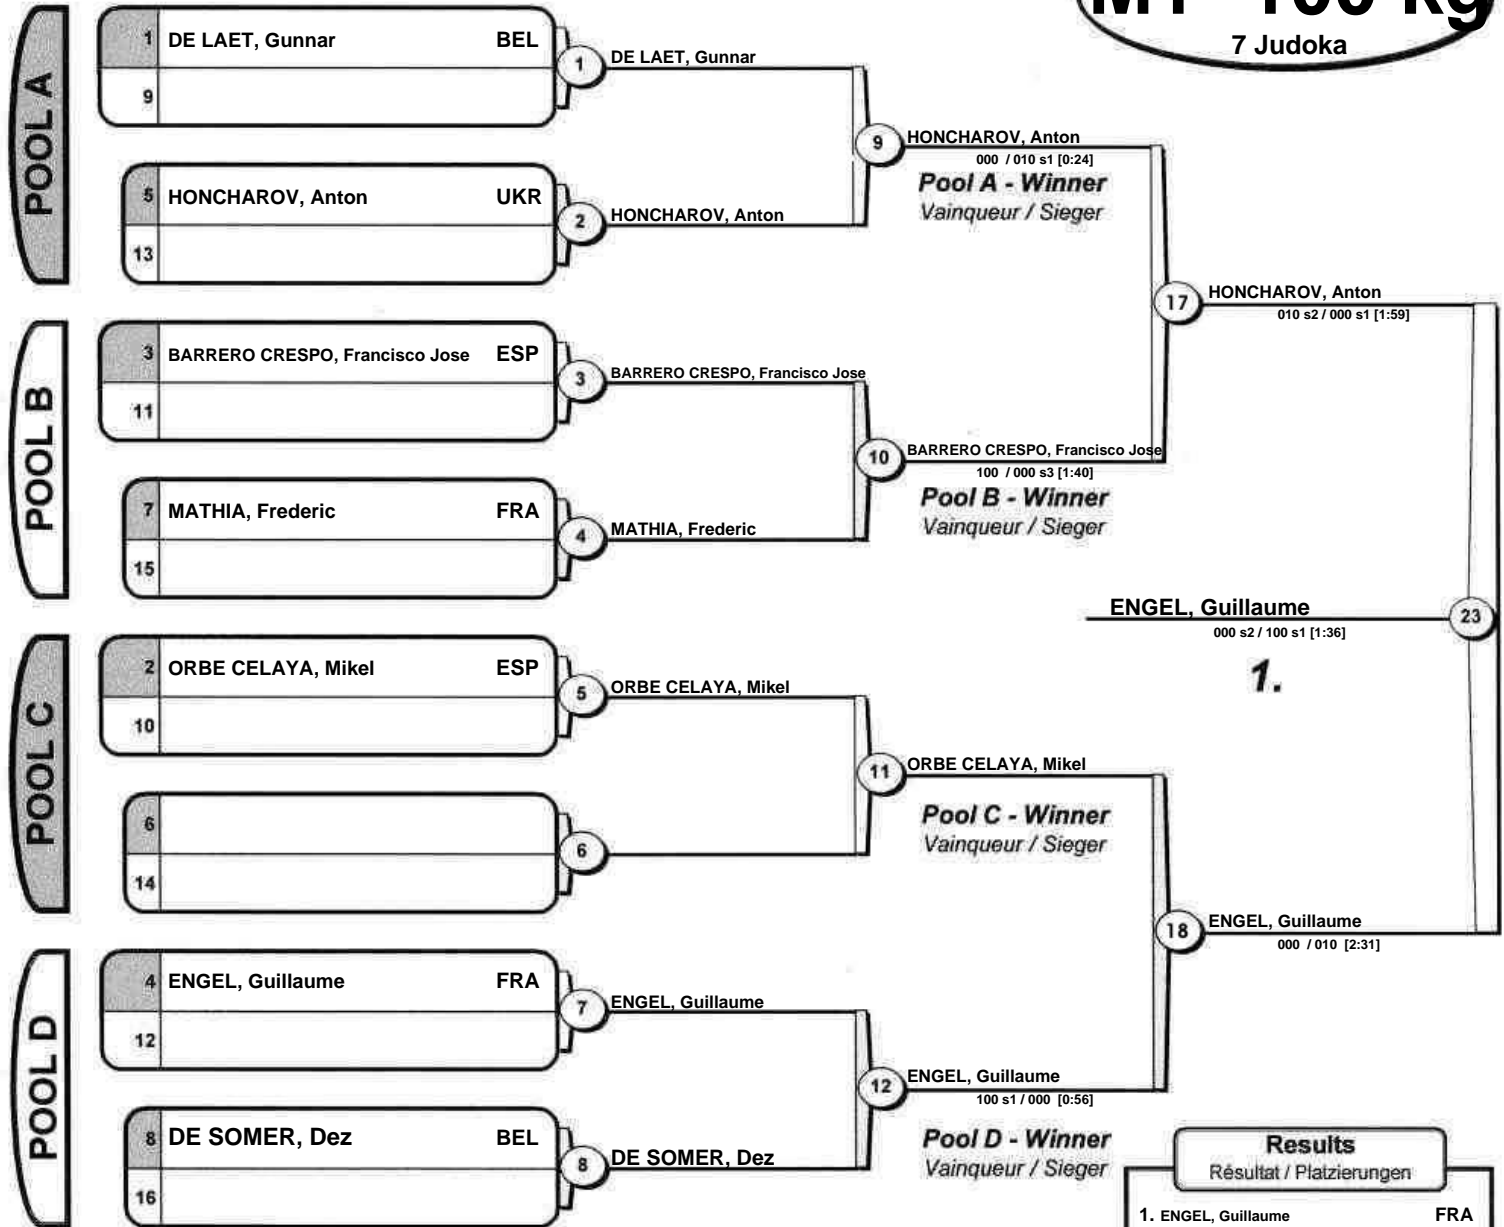 M1 -100 kg
7 Judoka
POOL A
1 DE LAET, Gunnar BEL
9
1 DE LAET, Gunnar
5 HONCHAROV, Anton UKR
13
2 HONCHAROV, Anton
9 HONCHAROV, Anton
000 / 010 s1 [0:24]
Pool A - Winner
Vainqueur / Sieger
POOL B
3 BARRERO CRESPO, Francisco Jose ESP
11
3 BARRERO CRESPO, Francisco Jose
7 MATHIA, Frederic FRA
15
4 MATHIA, Frederic
10 BARRERO CRESPO, Francisco Jose
100 / 000 s3 [1:40]
Pool B - Winner
Vainqueur / Sieger
17 HONCHAROV, Anton
010 s2 / 000 s1 [1:59]
ENGEL, Guillaume 23
000 s2 / 100 s1 [1:36]
1.
POOL C
2 ORBE CELAYA, Mikel ESP
10
5 ORBE CELAYA, Mikel
6
14
6
11 ORBE CELAYA, Mikel
Pool C - Winner
Vainqueur / Sieger
18 ENGEL, Guillaume
000 / 010 [2:31]
POOL D
4 ENGEL, Guillaume FRA
12
7 ENGEL, Guillaume
8 DE SOMER, Dez BEL
16
8 DE SOMER, Dez
12 ENGEL, Guillaume
100 s1 / 000 [0:56]
Pool D - Winner
Vainqueur / Sieger
Results
Résultat / Platzierungen
1. ENGEL, Guillaume FRA